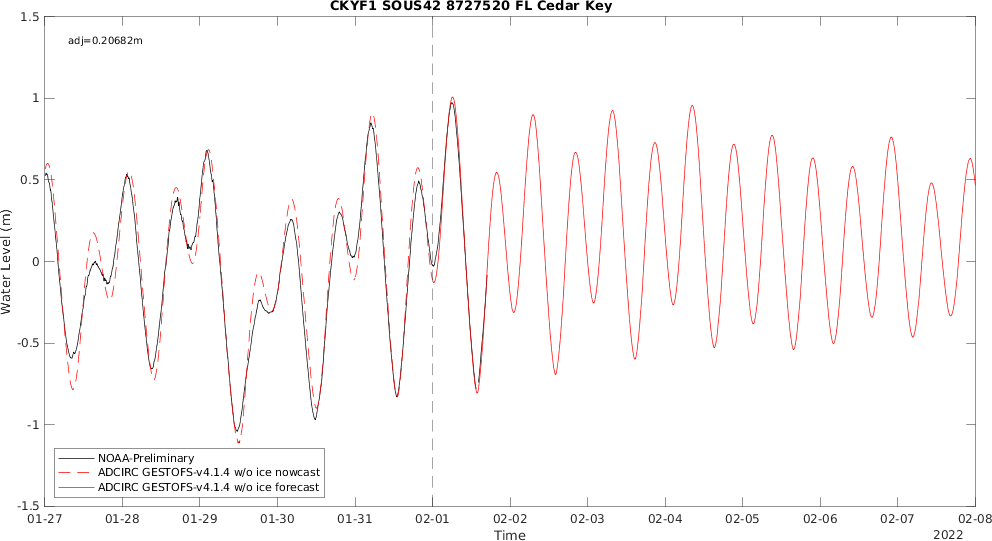 CKYF1 SOUS42 8727520 FL Cedar Key
adj=0.20682m
1.5
1
0.5
0
-0.5
-1
-1.5
Water Level (m)
NOAA-Preliminary
ADCIRC GESTOFS-v4.1.4 w/o ice nowcast
ADCIRC GESTOFS-v4.1.4 w/o ice forecast
01-27 01-28 01-29 01-30 01-31 02-01 02-02 02-03 02-04 02-05 02-06 02-07 02-08
Time
2022